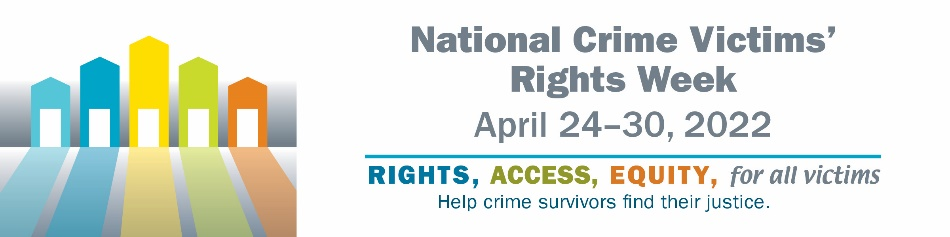 National Crime Victims’
Rights Week
April 24–30, 2022
RIGHTS, ACCESS, EQUITY, for all victims
Help crime survivors find their justice.